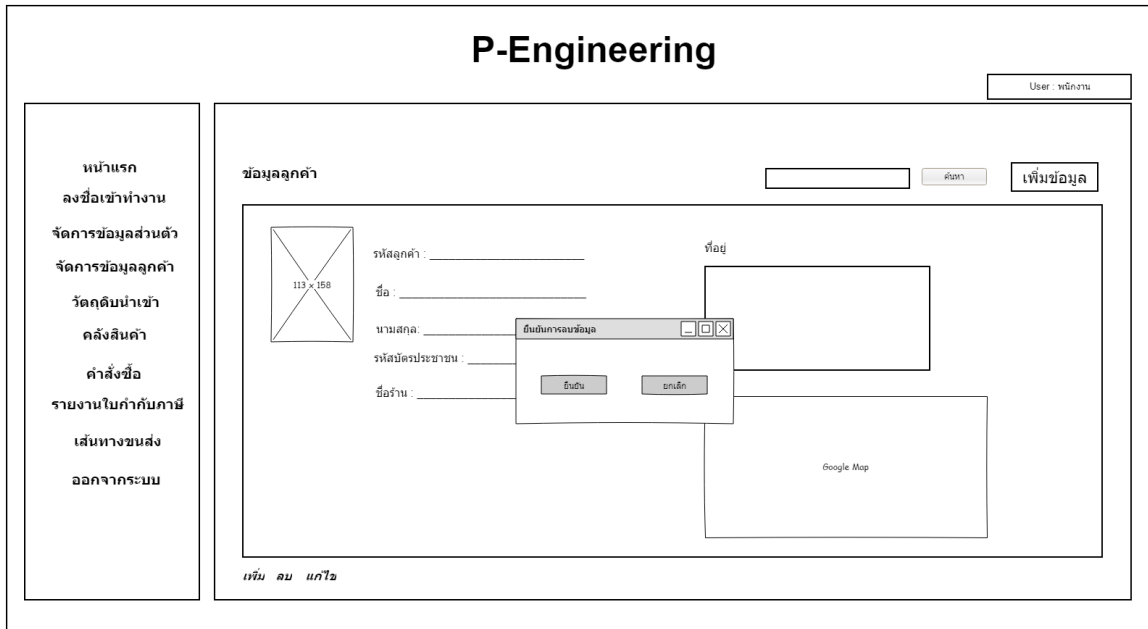 P-Engineering
User : พนักงาน
หน้าแรก
ลงชื่อเข้าทำงาน
จัดการข้อมูลส่วนตัว
จัดการข้อมูลลูกค้า
วัตถุดิบนำเข้า
คลังสินค้า
คำสั่งซื้อ
รายงานใบกำกับภาษี
เส้นทางขนส่ง
ออกจากระบบ
ข้อมูลลูกค้า
ค้นหา
เพิ่มข้อมูล
113 x 158
รหัสลูกค้า :
ชื่อ :
นามสกุล:
รหัสบัตรประชาชน :
ชื่อร้าน :
ที่อยู่
ยืนยันการลบข้อมูล
ยืนยัน
ยกเลิก
Google Map
เพิ่ม ลบ แก้ไข